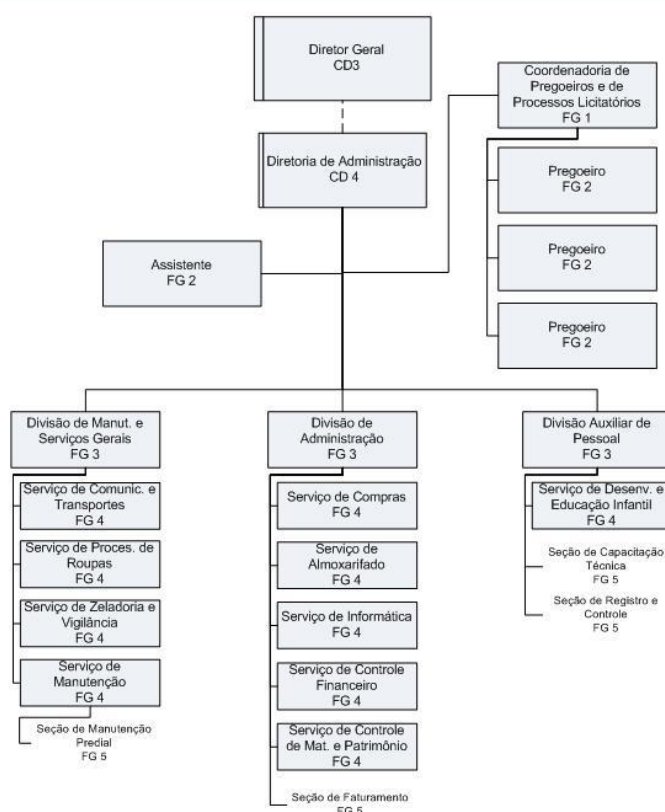 Diretor Geral
CD3
Diretoria de Administração
CD 4
Coordenadoria de
Pregoeiros e de
Processos Licitatórios
FG 1
Pregoeiro
FG 2
Pregoeiro
FG 2
Pregoeiro
FG 2
Assistente
FG 2
Divisão de Manut. e
Serviços Gerais
FG 3
Serviço de Comunic. e
Transportes
FG 4
Serviço de Proces. de
Roupas
FG 4
Serviço de Zeladoria e
Vigilância
FG 4
Serviço de
Manutenção
FG 4
Seção de Manutenção
Predial
FG 5
Divisão de
Administração
FG 3
Serviço de Compras
FG 4
Serviço de
Almoxarifado
FG 4
Serviço de Informática
FG 4
Serviço de Controle
Financeiro
FG 4
Serviço de Controle
de Mat. e Patrimônio
FG 4
Seção de Faturamento
FG 5
Divisão Auxiliar de
Pessoal
FG 3
Serviço de Desenv. e
Educação Infantil
FG 4
Seção de Capacitação
Técnica
FG 5
Seção de Registro e
Controle
FG 5